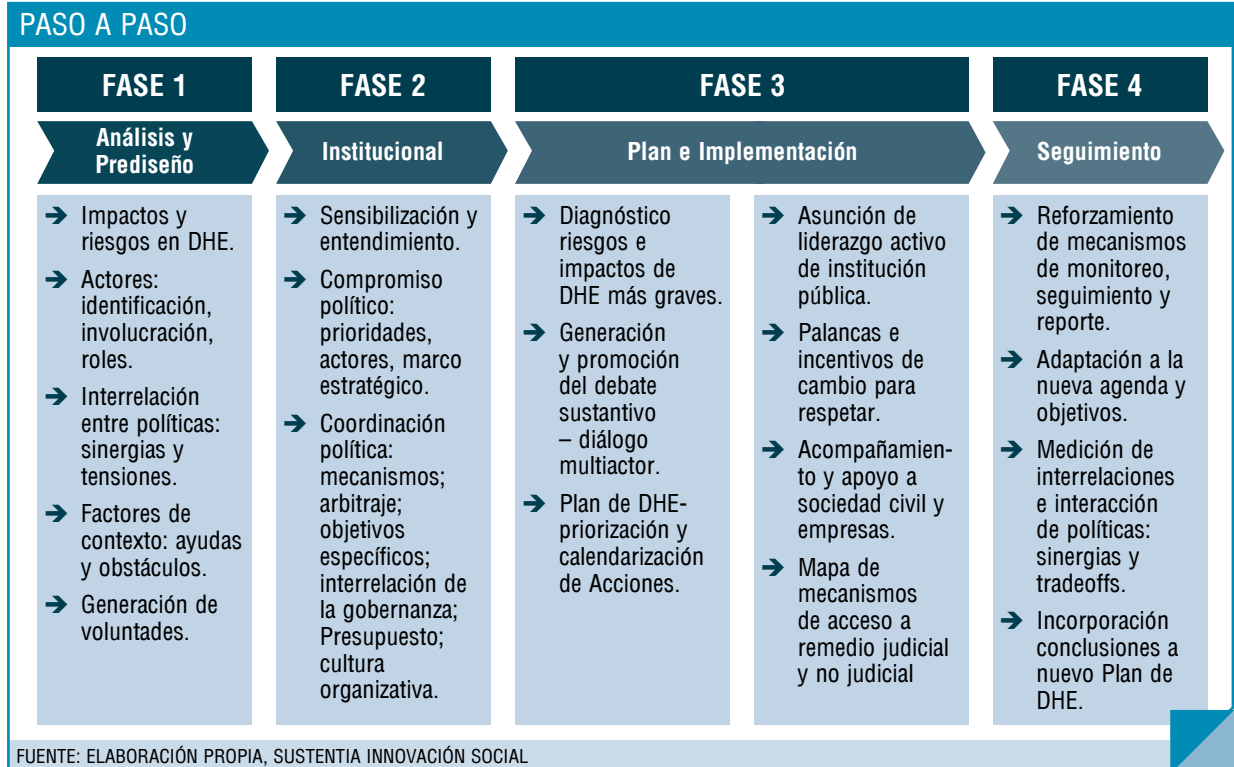 PASO A PASO
FASE 1
Análisis y
Prediseño
➔ Impactos y
riesgos en DHE.
➔ Actores:
identificación,
involucración,
roles.
➔ Interrelación
entre políticas:
sinergias y
tensiones.
➔ Factores de
contexto: ayudas
y obstáculos.
➔ Generación de
voluntades.
FASE 2
Institucional
➔ Sensibilización y
entendimiento.
➔ Compromiso
político:
prioridades,
actores, marco
estratégico.
➔ Coordinación
política:
mecanismos;
arbitraje;
objetivos
específicos;
interrelación de
la gobernanza;
Presupuesto;
cultura
organizativa.
FASE 3
Plan e Implementación
➔ Diagnóstico
riesgos e
impactos de
DHE más graves.
➔ Generación
y promoción
del debate
sustantivo
– diálogo
multiactor.
➔ Plan de DHE-
priorización y
calendarización
de Acciones.
➔ Asunción de
liderazgo activo
de institución
pública.
➔ Palancas e
incentivos de
cambio para
respetar.
➔ Acompañamien-
to y apoyo a
sociedad civil y
empresas.
➔ Mapa de
mecanismos
de acceso a
remedio judicial
y no judicial
FASE 4
Seguimiento
➔ Reforzamiento
de mecanismos
de monitoreo,
seguimiento y
reporte.
➔ Adaptación a la
nueva agenda y
objetivos.
➔ Medición de
interrelaciones
e interacción
de políticas:
sinergias y
tradeoffs.
➔ Incorporación
conclusiones a
nuevo Plan de
DHE.
FUENTE: ELABORACIÓN PROPIA, SUSTENTIA INNOVACIÓN SOCIAL